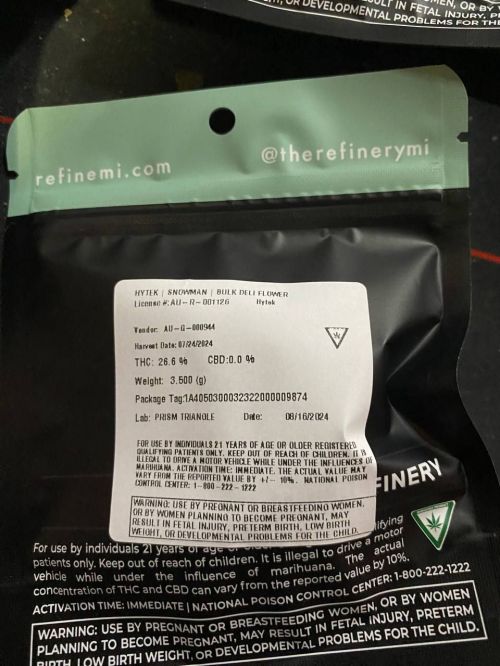 MEN, OR BY
ULT IN FETAL INJURY, P
OR DEVELOPMENTAL PROBLEMS FOR THE
refinemi.com
@therefinerymi
HYTEK | SNOWMAN | BULK DELI FLOWER
License #: AU-R-001126 Hytek
Vendor: AU-G-000944
Harvest Date: 07/24/2024
THC: 26.6 % CBD:0.0 %
Weight: 3.500 (g)
Package Tag:1A4050300032322000009874
Lab: PRISM TRIANGLE Date: 08/16/2024
FOR USE BY INDIVIDUALS 21 YEARS OF AGE OR OLDER REGISTERED
QUALIFYING PATIENTS ONLY. KEEP OUT OF REACH OF CHILDREN. IT IS
ILLEGAL TO DRIVE A MOTOR VEHICLE WHILE UNDER THE INFLUENCES OF
MARIHUANA. ACTIVATION TIME: IMMEDIATE. THE ACTUAL VALUE MAY
VARY FROM THE REPORTED VALUE BY +/- 10%. NATIONAL POISON
CONTROL CENTER: 1-800-222-1222
WARNING: USE BY PREGNANT OR BREASTFEEDING WOMEN,
OR BY WOMEN PLANNING TO BECOME PREGNANT, MAY
RESULT IN FETAL INJURY, PRETERM BIRTH, LOW BIRTH
WEIGHT, OR DEVELOPMENTAL PROBLEMS FOR THE CHILD.
FINERY
For use by individuals 21 years of age or lifying
patients only. Keep out of reach of children. It is illegal to drive a motor
vehicle while under the influence of marihuana. The actual
concentration of THC and CBD can vary from the reported value by 10%.
ACTIVATION TIME: IMMEDIATE | NATIONAL POISON CONTROL CENTER: 1-800-222-1222
WARNING: USE BY PREGNANT OR BREASTFEEDING WOMEN, OR BY WOMEN
PLANNING TO BECOME PREGNANT, MAY RESULT IN FETAL INJURY, PRETERM
BIRTH, LOW BIRTH WEIGHT, OR DEVELOPMENTAL PROBLEMS FOR THE CHILD.